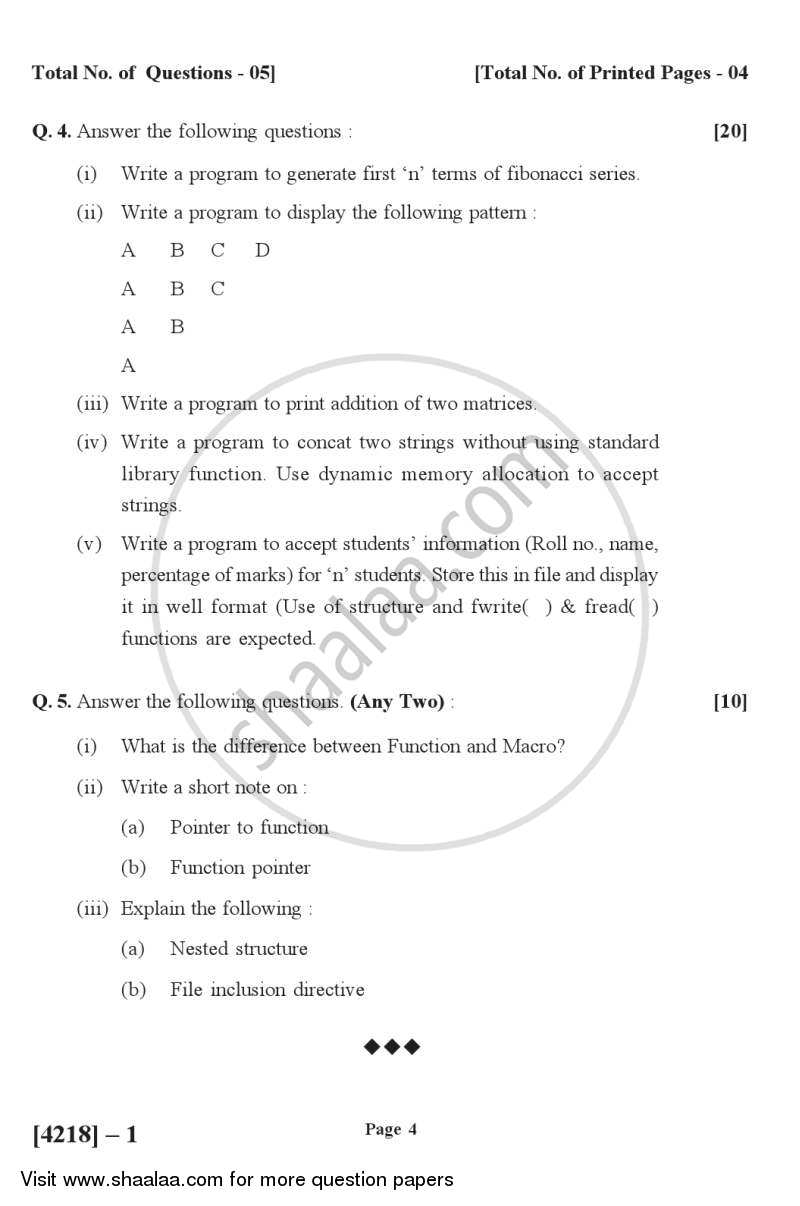 Total No. of Questions - 05] [Total No. of Printed Pages - 04
Q. 4. Answer the following questions : [20]
(i) Write a program to generate first ‘n’ terms of fibonacci series.
(ii) Write a program to display the following pattern :
A B C D
A B C
A B
A
(iii) Write a program to print addition of two matrices.
(iv) Write a program to concat two strings without using standard
library function. Use dynamic memory allocation to accept
strings.
(v) Write a program to accept students’ information (Roll no., name,
percentage of marks) for ‘n’ students. Store this in file and display
it in well format (Use of structure and fwrite( ) & fread( )
functions are expected.
Q. 5. Answer the following questions. (Any Two) : [10]
(i) What is the difference between Function and Macro?
(ii) Write a short note on :
(a) Pointer to function
(b) Function pointer
(iii) Explain the following :
(a) Nested structure
(b) File inclusion directive
[4218] – 1 Page 4
Visit www.shaalaa.com for more question papers
shaalaa.com